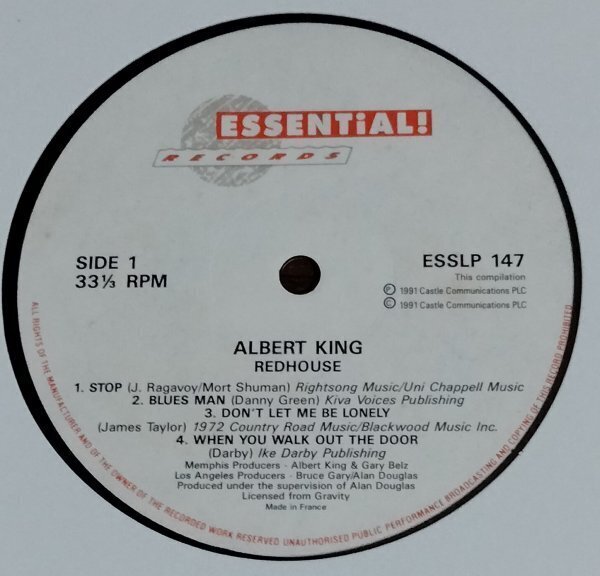 ESSENTiAL!
RECORDS
SIDE 1
33⅓ RPM
ESSLP 147
This compilation
Ⓟ 1991 Castle Communications PLC
© 1991 Castle Communications PLC
ALBERT KING
REDHOUSE
1. STOP (J. Ragavoy/Mort Shuman) Rightsong Music/Uni Chappell Music
2. BLUES MAN (Danny Green) Kiva Voices Publishing
3. DON'T LET ME BE LONELY
(James Taylor) 1972 Country Road Music/Blackwood Music Inc.
4. WHEN YOU WALK OUT THE DOOR
(Darby) Ike Darby Publishing
Memphis Producers - Albert King & Gary Belz
Los Angeles Producers - Bruce Gary/Alan Douglas
Produced under the supervision of Alan Douglas
Licensed from Gravity
Made in France
ALL RIGHTS OF THE MANUFACTURER AND OF THE OWNER OF THE RECORDED WORK RESERVED UNAUTHORISED PUBLIC PERFORMANCE BROADCASTING AND COPYING OF THIS RECORD PROHIBITED